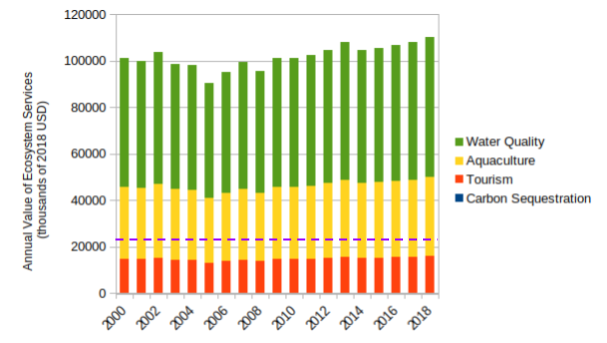 Annual Value of Ecosystem Services
(thousands of 2018 USD)
120000
100000
80000
60000
40000
20000
0
2000 2002 2004 2006 2008 2010 2012 2014 2016 2018
Water Quality
Aquaculture
Tourism
Carbon Sequestration